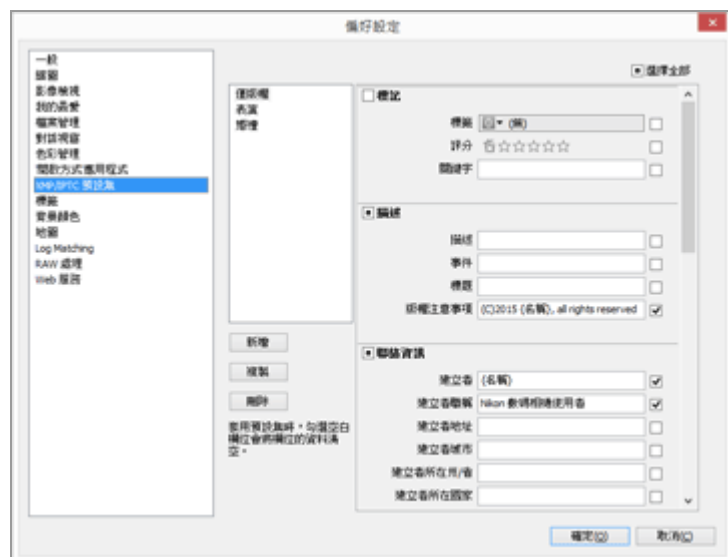 偏好設定
一般
縮圖
影像檢視
我的最愛
檔案管理
對話視窗
色彩管理
開啟方式應用程式
XMP/IPTC 預設集
標籤
背景顏色
地圖
Log Matching
RAW 處理
Web 服務
僅版權
表演
婚禮
新增
複製
刪除
套用預設集時，勾選空白
欄位會將欄位的資料清
空。
選擇全部
標記
標籤 (無)
評分
關鍵字
描述
描述
事件
標題
版權注意事項 (C)2015 {名稱}, all rights reserved
聯絡資訊
建立者 {名稱}
建立者職稱 Nikon 數碼相機使用者
建立者地址
建立者城市
建立者所在州/省
建立者所在國家
確定(O)
取消(C)